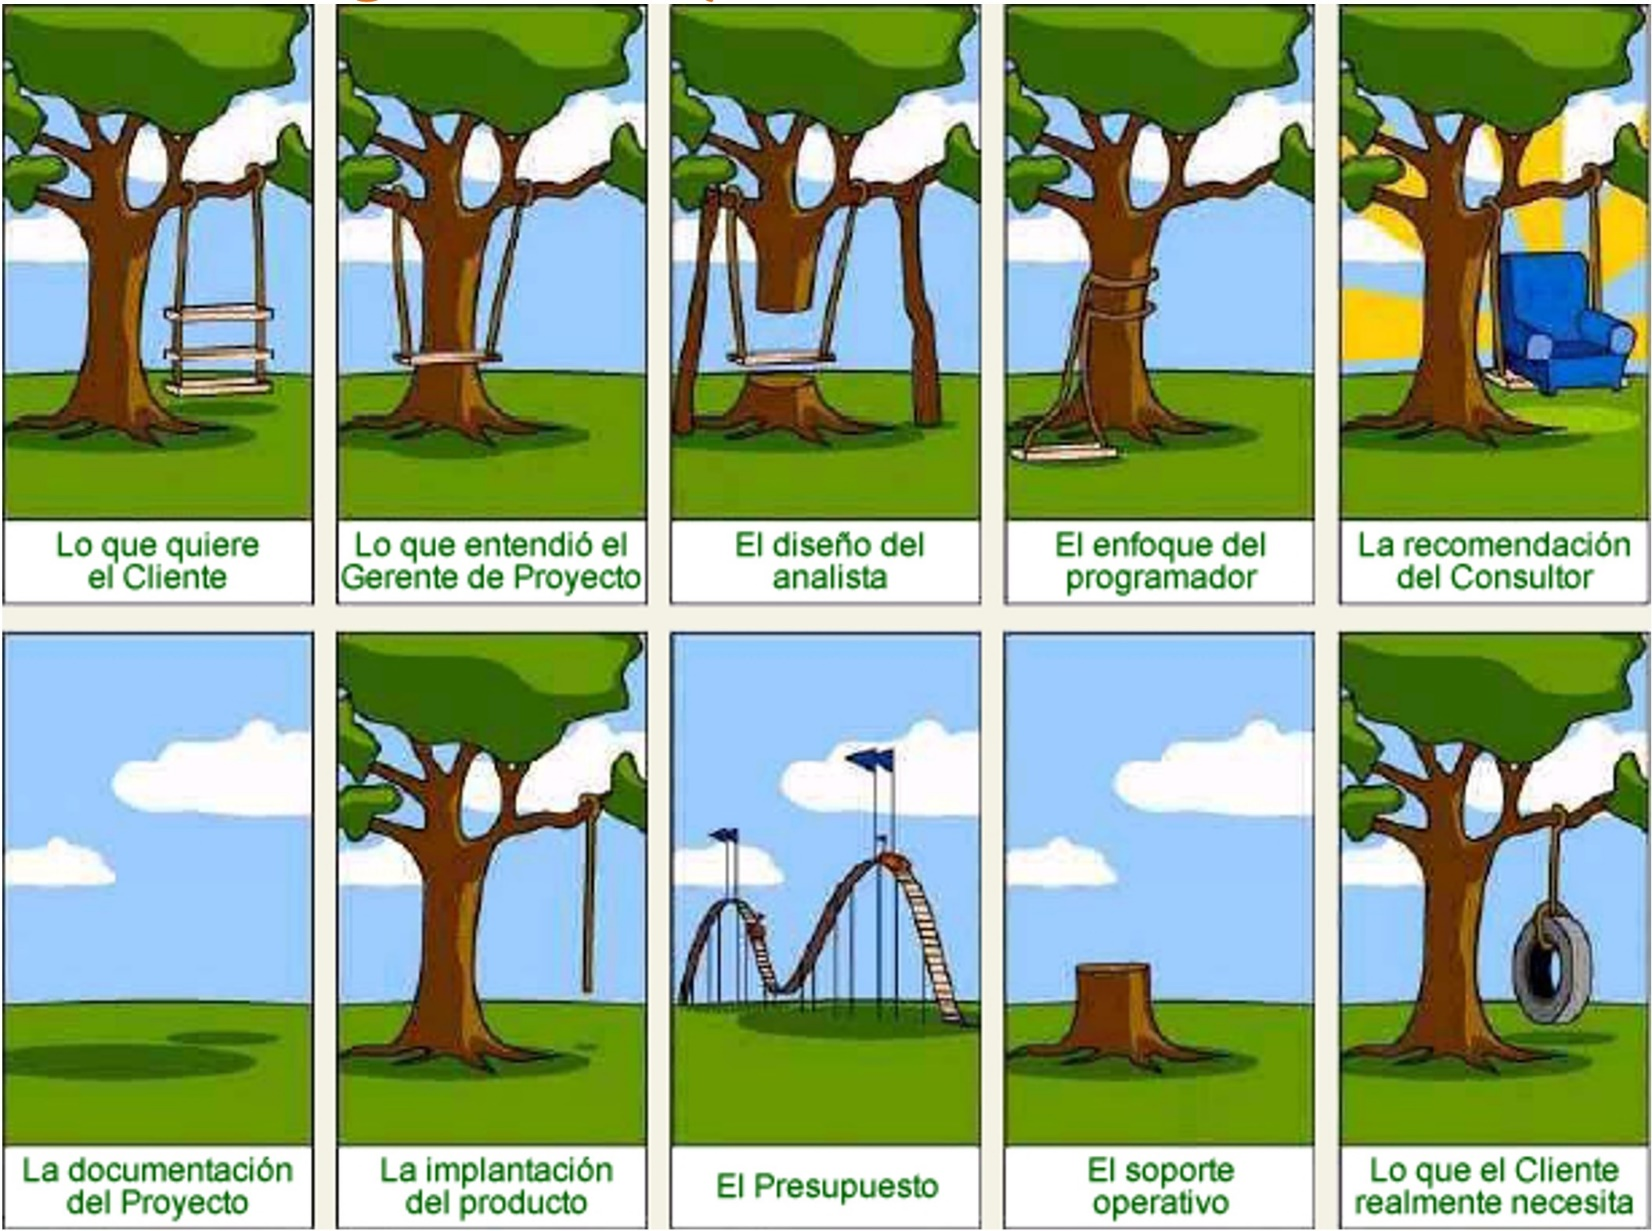 Lo que quiere
el Cliente
Lo que entendió el
Gerente de Proyecto
El diseño del
analista
El enfoque del
programador
La recomendación
del Consultor
La documentación
del Proyecto
La implantación
del producto
El Presupuesto
El soporte
operativo
Lo que el Cliente
realmente necesita